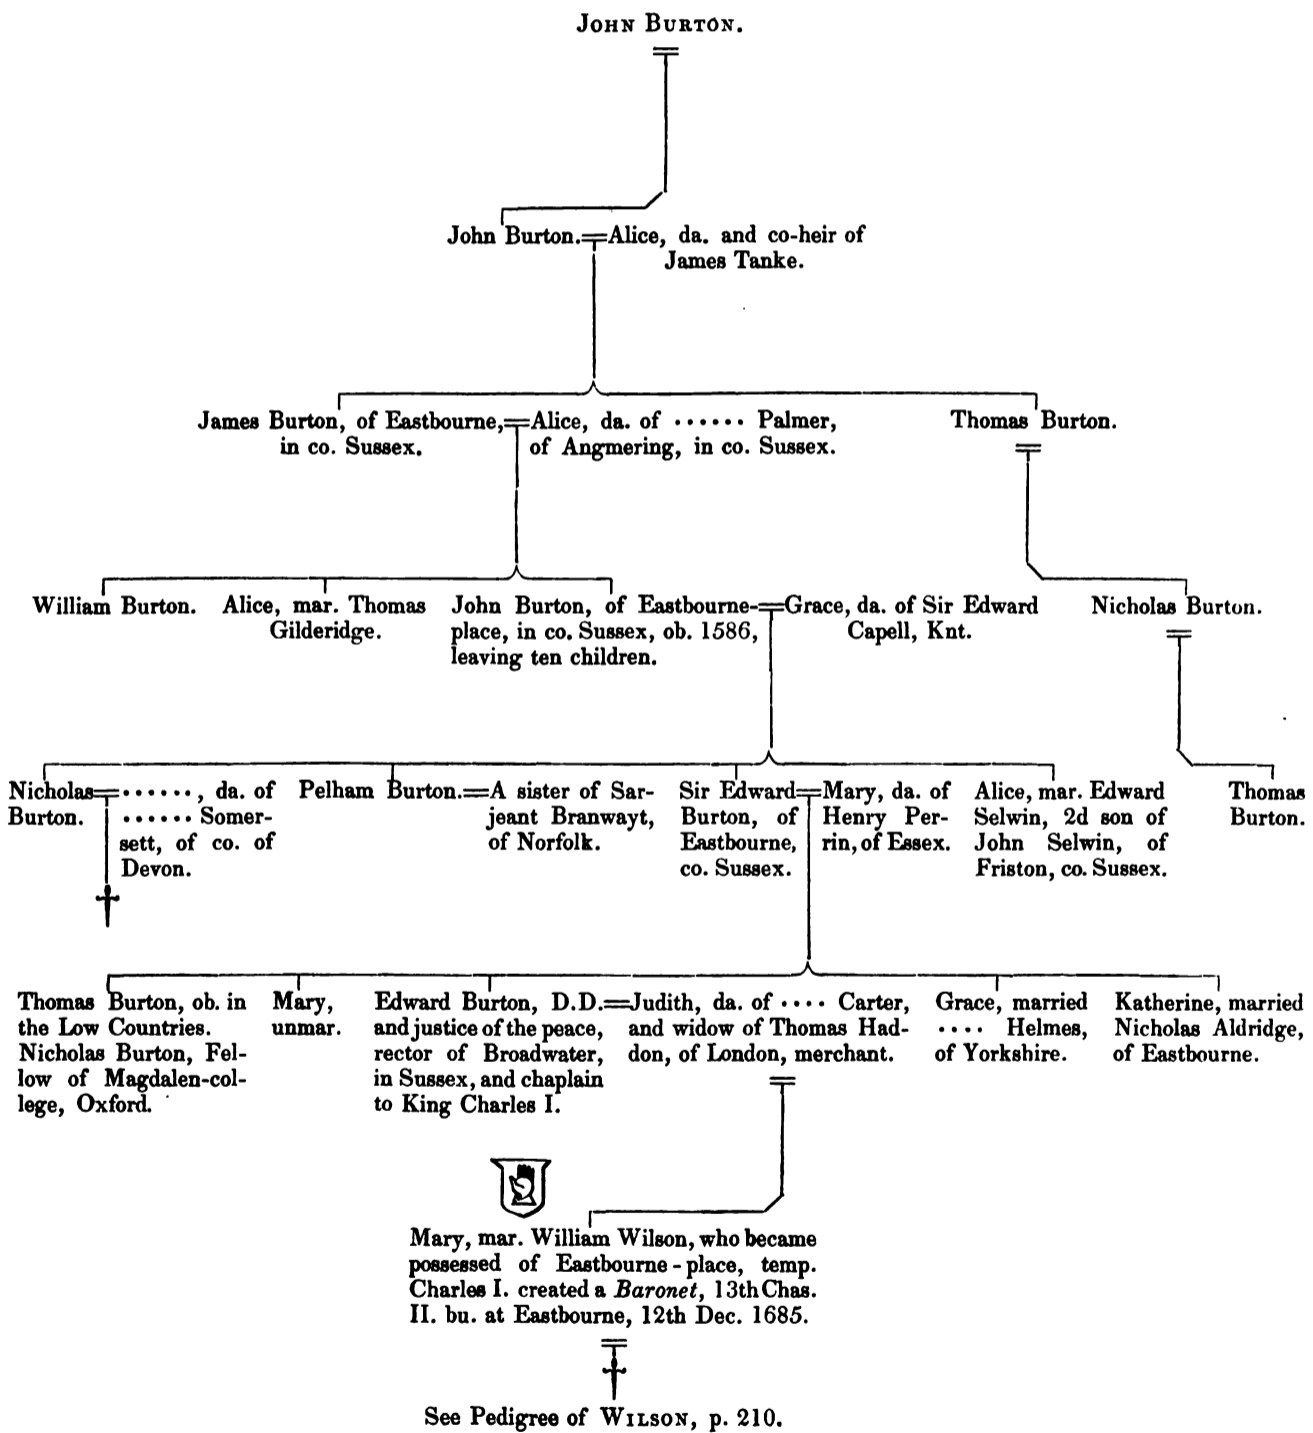 JOHN BURTON.
John Burton.=Alice, da. and co-heir of
James Tanke.
James Burton, of Eastbourne,=Alice, da. of ······ Palmer,
in co. Sussex.
of Angmering, in co. Sussex.
Thomas Burton.
William Burton.
Alice, mar. Thomas
Gilderidge.
John Burton, of Eastbourne-
place, in co. Sussex, ob. 1586,
leaving ten children.
=Grace, da. of Sir Edward
Capell, Knt.
Nicholas Burton.
Nicholas
Burton.
=······, da. of
······ Somer-
sett, of co. of
Devon.
Pelham Burton.
=A sister of Sar-
jeant Branwayt,
of Norfolk.
Sir Edward
Burton, of
Eastbourne,
co. Sussex.
=Mary, da. of
Henry Per-
rin, of Essex.
Alice, mar. Edward
Selwin, 2d son of
John Selwin, of
Friston, co. Sussex.
Thomas
Burton.
Thomas Burton, ob. in
the Low Countries.
Nicholas Burton, Fel-
low of Magdalen-col-
lege, Oxford.
Mary,
unmar.
Edward Burton, D.D.
and justice of the peace,
rector of Broadwater,
in Sussex, and chaplain
to King Charles I.
=Judith, da. of ···· Carter,
and widow of Thomas Had-
don, of London, merchant.
Grace, married
···· Helmes,
of Yorkshire.
Katherine, married
Nicholas Aldridge,
of Eastbourne.
Mary, mar. William Wilson, who became
possessed of Eastbourne-place, temp.
Charles I. created a Baronet, 13th Chas.
II. bu. at Eastbourne, 12th Dec. 1685.
See Pedigree of WILSON, p. 210.